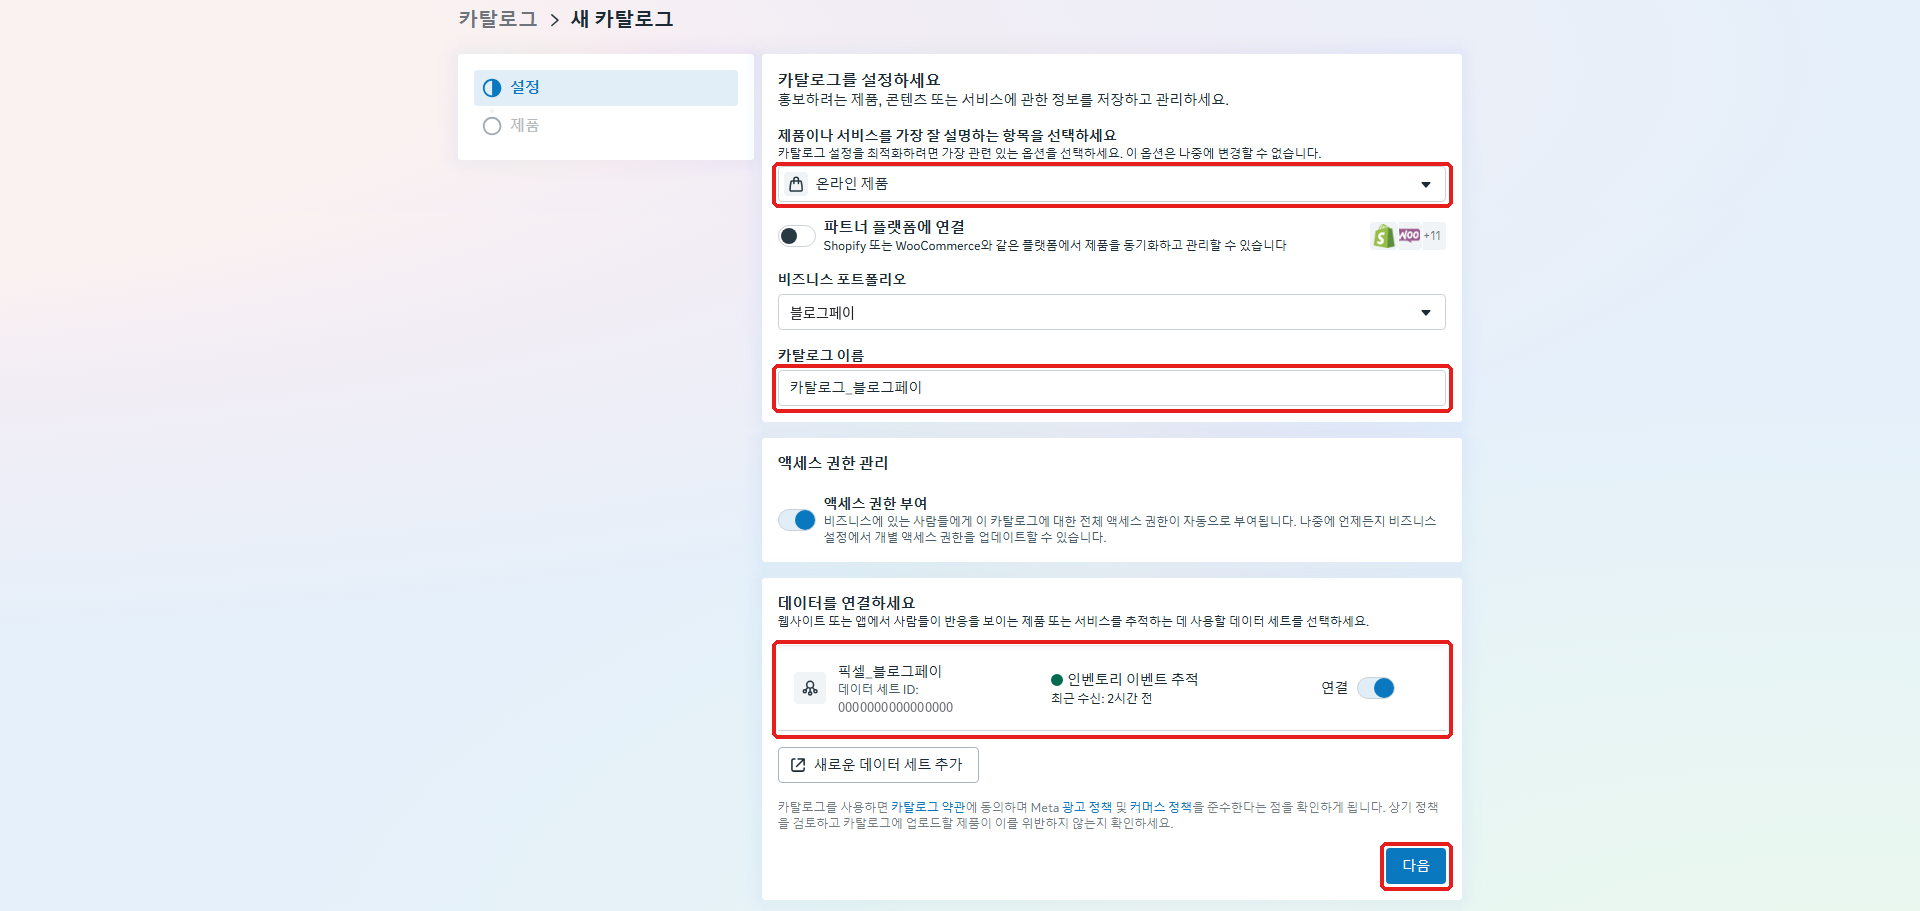 카탈로그 > 새 카탈로그
설정
제품
카탈로그를 설정하세요
홍보하려는 제품, 콘텐츠 또는 서비스에 관한 정보를 저장하고 관리하세요.
제품이나 서비스를 가장 잘 설명하는 항목을 선택하세요
카탈로그 설정을 최적화하려면 가장 관련 있는 옵션을 선택하세요. 이 옵션은 나중에 변경할 수 없습니다.
온라인 제품
파트너 플랫폼에 연결
Shopify 또는 WooCommerce와 같은 플랫폼에서 제품을 동기화하고 관리할 수 있습니다
S WOO +11
비즈니스 포트폴리오
블로그페이
카탈로그 이름
카탈로그_블로그페이
액세스 권한 관리
액세스 권한 부여
비즈니스에 있는 사람들에게 이 카탈로그에 대한 전체 액세스 권한이 자동으로 부여됩니다. 나중에 언제든지 비즈니스
설정에서 개별 액세스 권한을 업데이트할 수 있습니다.
데이터를 연결하세요
웹사이트 또는 앱에서 사람들이 반응을 보이는 제품 또는 서비스를 추적하는 데 사용할 데이터 세트를 선택하세요.
픽셀_블로그페이
데이터 세트 ID:
0000000000000000
인벤토리 이벤트 추적
최근 수신: 2시간 전
연결
새로운 데이터 세트 추가
카탈로그를 사용하면 카탈로그 약관에 동의하며 Meta 광고 정책 및 커머스 정책을 준수한다는 점을 확인하게 됩니다. 상기 정책
을 검토하고 카탈로그에 업로드할 제품이 이를 위반하지 않는지 확인하세요.
다음